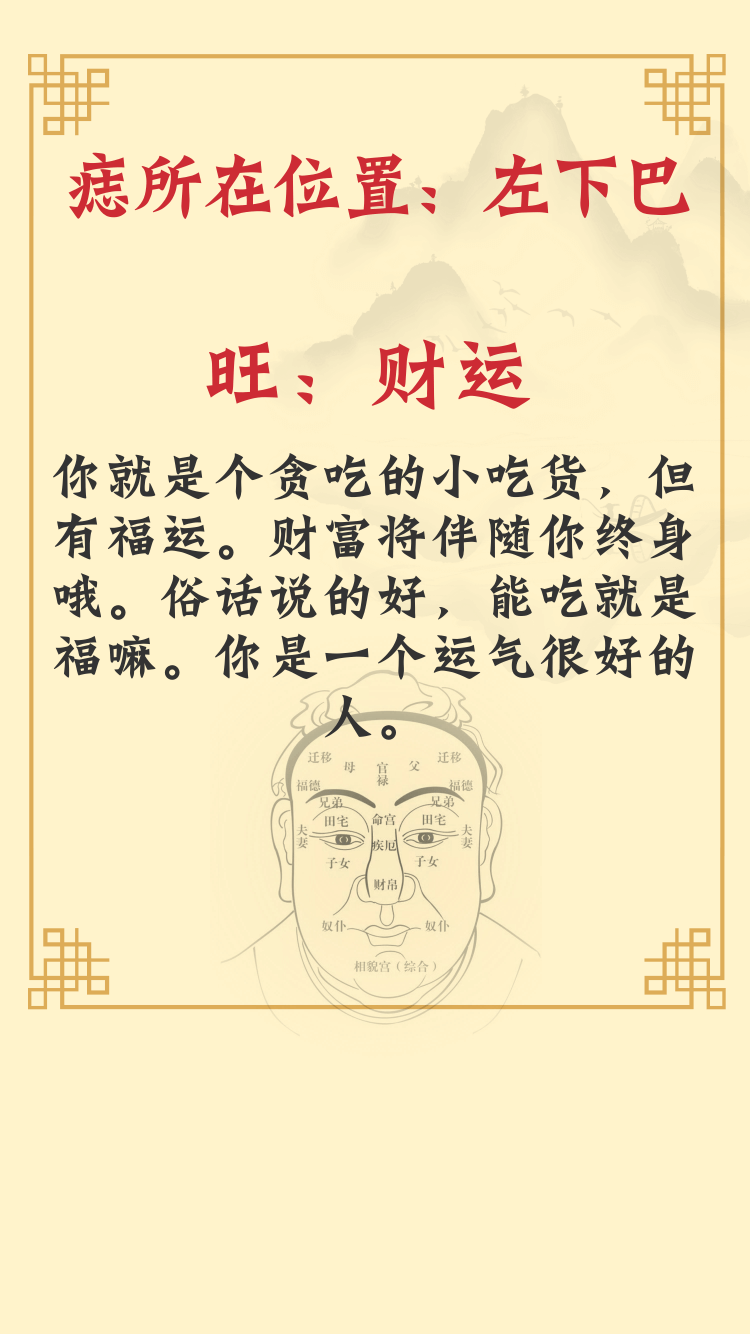 痣所在位置：左下巴
旺：财运
你就是个贪吃的小吃货，但
有福运。财富将伴随你终身
哦。俗话说的好，能吃就是
福嘛。你是一个运气很好的
人。
迁移 母 官禄 父 迁移
福德 福德
兄弟 兄弟
田宅 命宫 田宅
夫妻 疾厄 夫妻
子女 子女
财帛
奴仆 奴仆
相貌宫（综合）